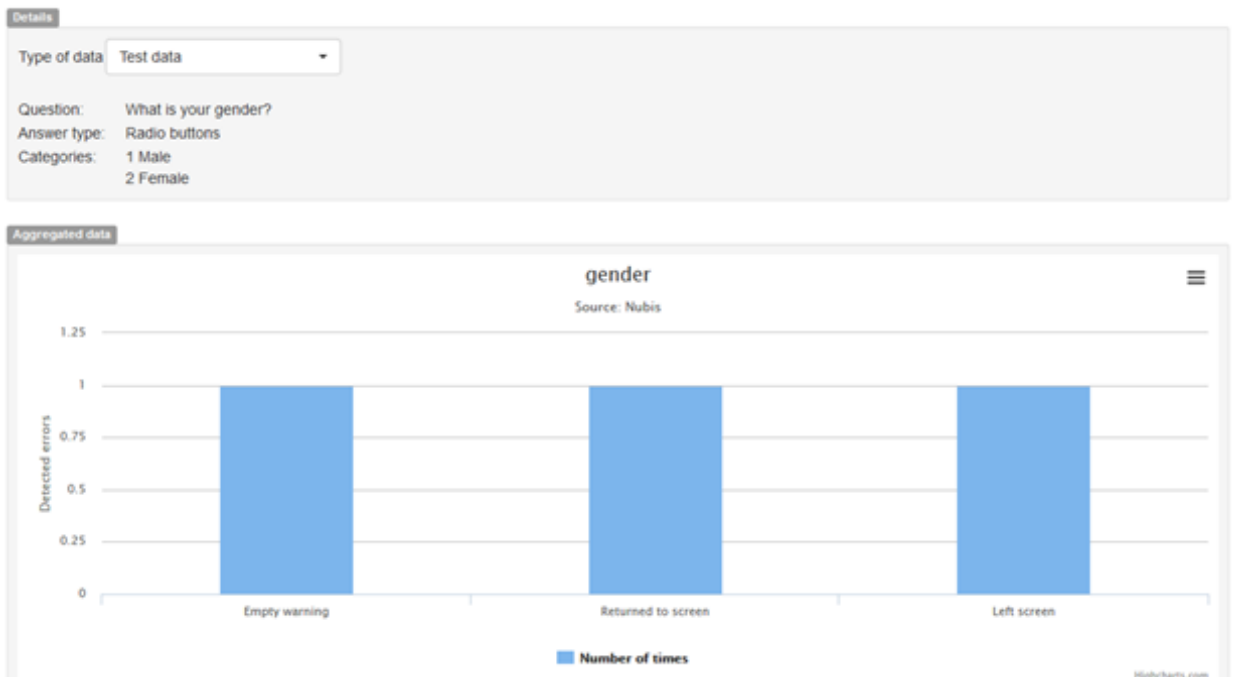 Details
Type of data Test data
Question: What is your gender?
Answer type: Radio buttons
Categories: 1 Male
2 Female
Aggregated data
gender
Source: Nubis
1.25
1
0.75
0.5
0.25
0
Detected errors
Empty warning Returned to screen Left screen
Number of times
Highcharts.com